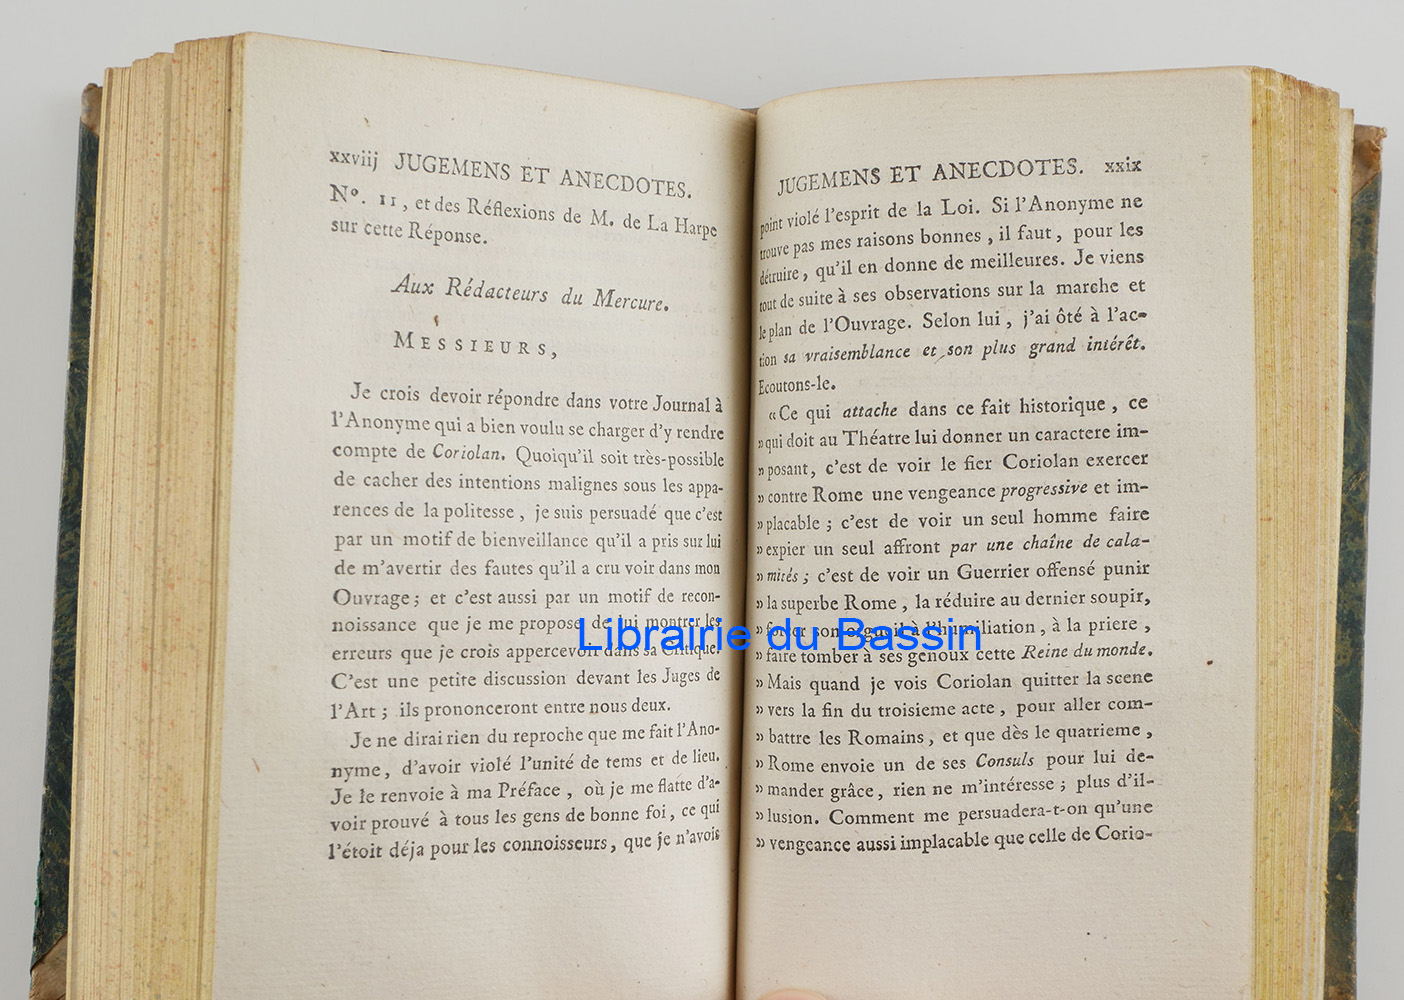 xxviij JUGEMENS ET ANECDOTES.
N°. 11, et des Réflexions de M. de La Harpe
sur cette Réponse.
Aux Rédacteurs du Mercure.
MESSIEURS,
Je crois devoir répondre dans votre Journal à
l'Anonyme qui a bien voulu se charger d'y rendre
compte de Coriolan. Quoiqu'il soit très-possible
de cacher des intentions malignes sous les appa-
rences de la politesse, je suis persuadé que c'est
par un motif de bienveillance qu'il a pris sur lui
de m'avertir des fautes qu'il a cru voir dans mon
Ouvrage; et c'est aussi par un motif de recon-
noissance que je me propose de lui montrer les
erreurs que je crois appercevoir dans sa Critique.
C'est une petite discussion devant les Juges de
l'Art; ils prononceront entre nous deux.
Je ne dirai rien du reproche que me fait l'Ano-
nyme, d'avoir violé l'unité de tems et de lieu.
Je le renvoie à ma Préface, où je me flatte d'a-
voir prouvé à tous les gens de bonne foi, ce qui
l'étoit déja pour les connoisseurs, que je n'avois
JUGEMENS ET ANECDOTES. xxix
point violé l'esprit de la Loi. Si l'Anonyme ne
trouve pas mes raisons bonnes, il faut, pour les
détruire, qu'il en donne de meilleures. Je viens
tout de suite à ses observations sur la marche et
le plan de l'Ouvrage. Selon lui, j'ai ôté à l'ac-
tion sa vraisemblance et son plus grand intérêt.
Ecoutons-le.
«Ce qui attache dans ce fait historique, ce
»qui doit au Théatre lui donner un caractere im-
»posant, c'est de voir le fier Coriolan exercer
»contre Rome une vengeance progressive et im-
»placable; c'est de voir un seul homme faire
»expier un seul affront par une chaîne de cala-
»mités; c'est de voir un Guerrier offensé punir
»la superbe Rome, la réduire au dernier soupir,
»forcer son orgueil à l'humiliation, à la priere,
»faire tomber à ses genoux cette Reine du monde.
»Mais quand je vois Coriolan quitter la scene
»vers la fin du troisieme acte, pour aller com-
»battre les Romains, et que dès le quatrieme,
»Rome envoie un de ses Consuls pour lui de-
»mander grâce, rien ne m'intéresse; plus d'il-
»lusion. Comment me persuadera-t-on qu'une
»vengeance aussi implacable que celle de Corio-
Librairie du Bassin